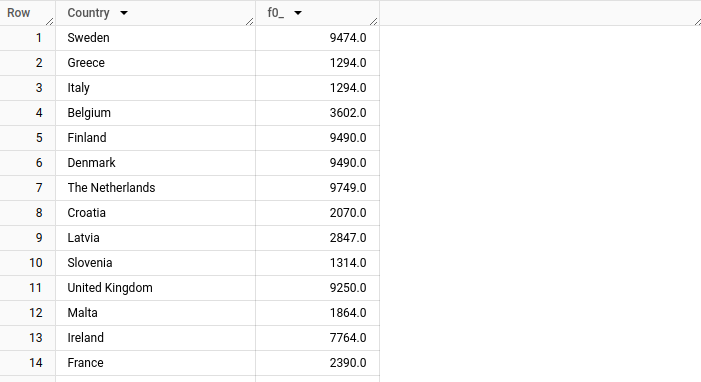 Row Country f0_
1 Sweden 9474.0
2 Greece 1294.0
3 Italy 1294.0
4 Belgium 3602.0
5 Finland 9490.0
6 Denmark 9490.0
7 The Netherlands 9749.0
8 Croatia 2070.0
9 Latvia 2847.0
10 Slovenia 1314.0
11 United Kingdom 9250.0
12 Malta 1864.0
13 Ireland 7764.0
14 France 2390.0